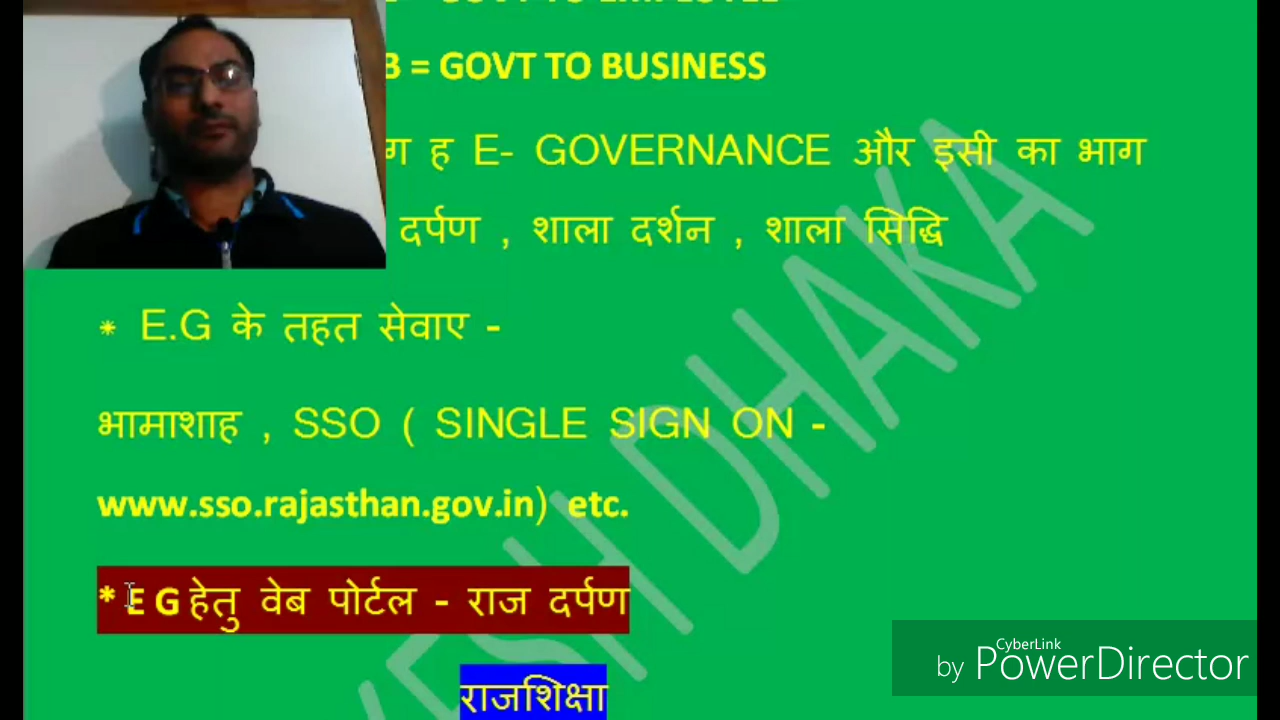 B = GOVT TO BUSINESS
ह E- GOVERNANCE और इसी का भाग
दर्पण , शाला दर्शन , शाला सिद्धि
* E.G के तहत सेवाए -
भामाशाह , SSO ( SINGLE SIGN ON -
www.sso.rajasthan.gov.in) etc.
* E G हेतु वेब पोर्टल - राज दर्पण
राजशिक्षा
DHAKA
by CyberLink PowerDirector